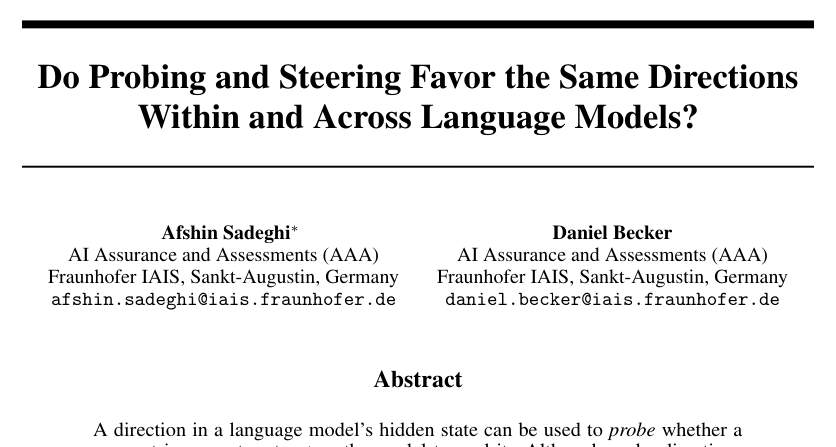 Do Probing and Steering Favor the Same Directions
Within and Across Language Models?
Afshin Sadeghi*
AI Assurance and Assessments (AAA)
Fraunhofer IAIS, Sankt-Augustin, Germany
afshin.sadeghi@iais.fraunhofer.de
Daniel Becker
AI Assurance and Assessments (AAA)
Fraunhofer IAIS, Sankt-Augustin, Germany
daniel.becker@iais.fraunhofer.de
Abstract
A direction in a language model's hidden state can be used to probe whether a